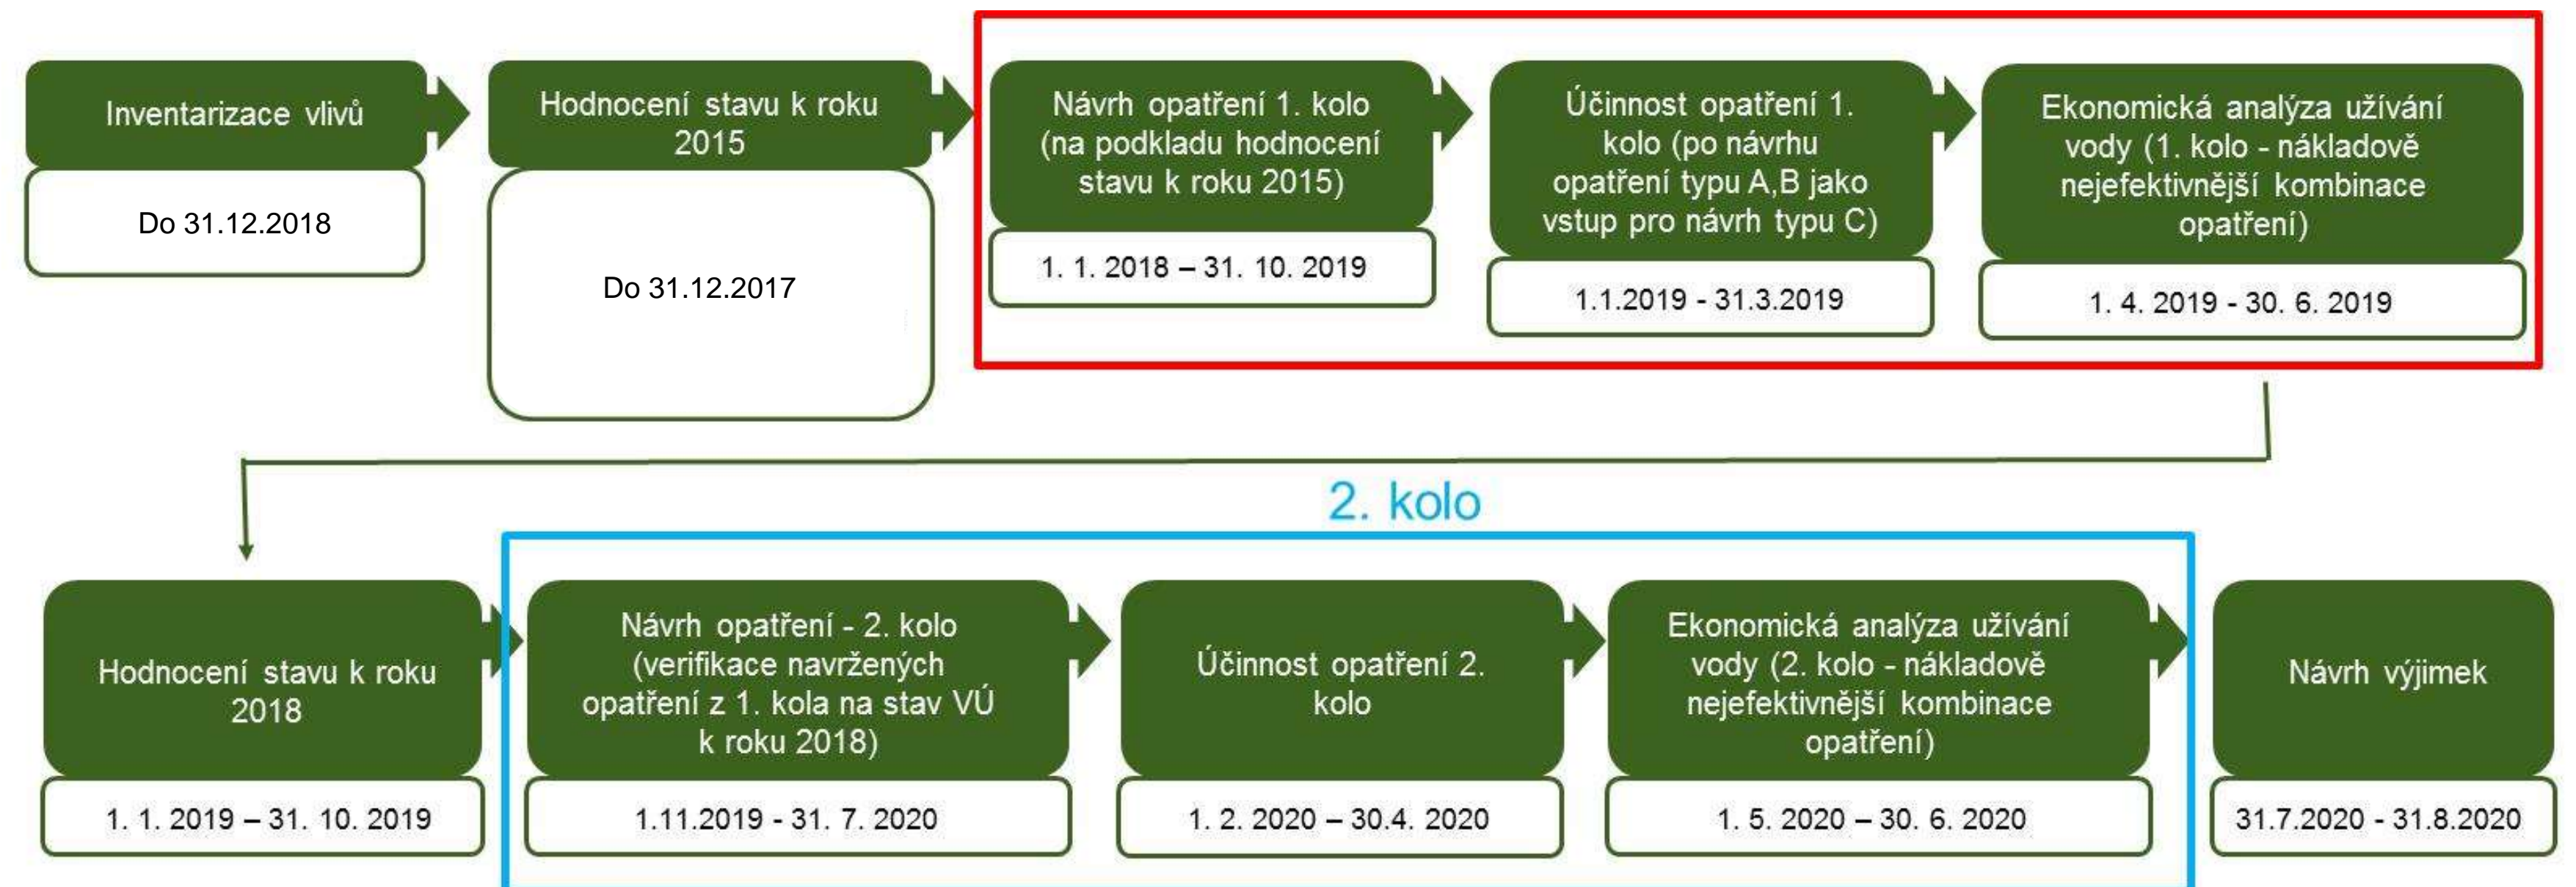 Inventarizace vlivů
Do 31.12.2018
Hodnocení stavu k roku
2015
Do 31.12.2017
Návrh opatření 1. kolo
(na podkladu hodnocení
stavu k roku 2015)
1. 1. 2018 – 31. 10. 2019
Účinnost opatření 1.
kolo (po návrhu
opatření typu A,B jako
vstup pro návrh typu C)
1.1.2019 - 31.3.2019
Ekonomická analýza užívání
vody (1. kolo - nákladově
nejefektivnější kombinace
opatření)
1. 4. 2019 - 30. 6. 2019
2. kolo
Hodnocení stavu k roku
2018
1. 1. 2019 – 31. 10. 2019
Návrh opatření - 2. kolo
(verifikace navržených
opatření z 1. kola na stav VÚ
k roku 2018)
1.11.2019 - 31. 7. 2020
Účinnost opatření 2.
kolo
1. 2. 2020 – 30.4. 2020
Ekonomická analýza užívání
vody (2. kolo - nákladově
nejefektivnější kombinace
opatření)
1. 5. 2020 – 30. 6. 2020
Návrh výjimek
31.7.2020 - 31.8.2020